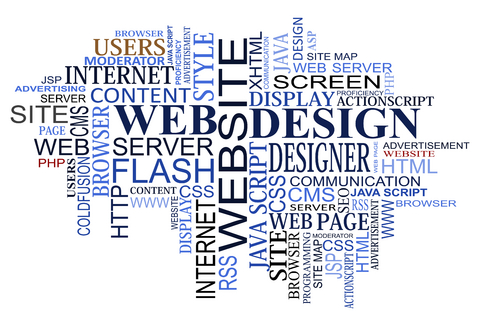 BROWSER
USERS
MODERATOR
JAVA SCRIPT
PROFICIENCY
ADVERTISEMENT
STYLE
WEBSITE
XHTML
COMMUNICATION
JAVA
DESIGN
ASP
SITE MAP
WEB SERVER
JSP
INTERNET
SCREEN
PHP
ADVERTISING
CONTENT
DISPLAY
PROFICIENCY
ACTIONSCRIPT
SERVER
SITE
CMS
BROWSER
WEB
DESIGN
PAGE
WEB
SERVER
DESIGNER
ADVERTISEMENT
WEBSITE
WEB PAGE
HTML
PHP
USERS
COLDFUSION
FLASH
JAVA SCRIPT
COMMUNICATION
HTTP
CONTENT
CSS
WWW
WEBSITE
DISPLAY
INTERNET
RSS
CSS
CMS
SEO
JAVA SCRIPT
SERVER
RSS
ADVERTISEMENT
WWW
BROWSER
WEB PAGE
SITE
BROWSER
PROGRAMMING
SITE MAP
MODERATOR
CSS
JSP
ACTIONSCRIPT
HTML